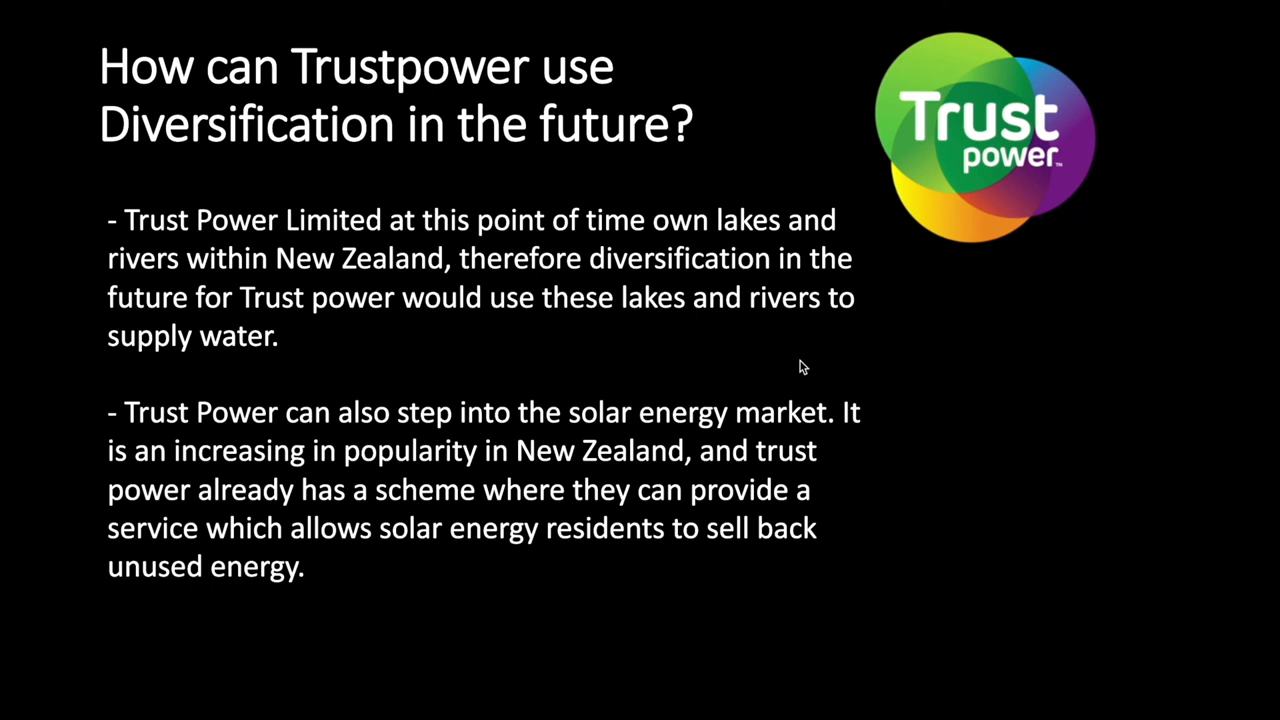 How can Trustpower use
Diversification in the future?
Trust
power™
- Trust Power Limited at this point of time own lakes and
rivers within New Zealand, therefore diversification in the
future for Trust power would use these lakes and rivers to
supply water.
- Trust Power can also step into the solar energy market. It
is an increasing in popularity in New Zealand, and trust
power already has a scheme where they can provide a
service which allows solar energy residents to sell back
unused energy.